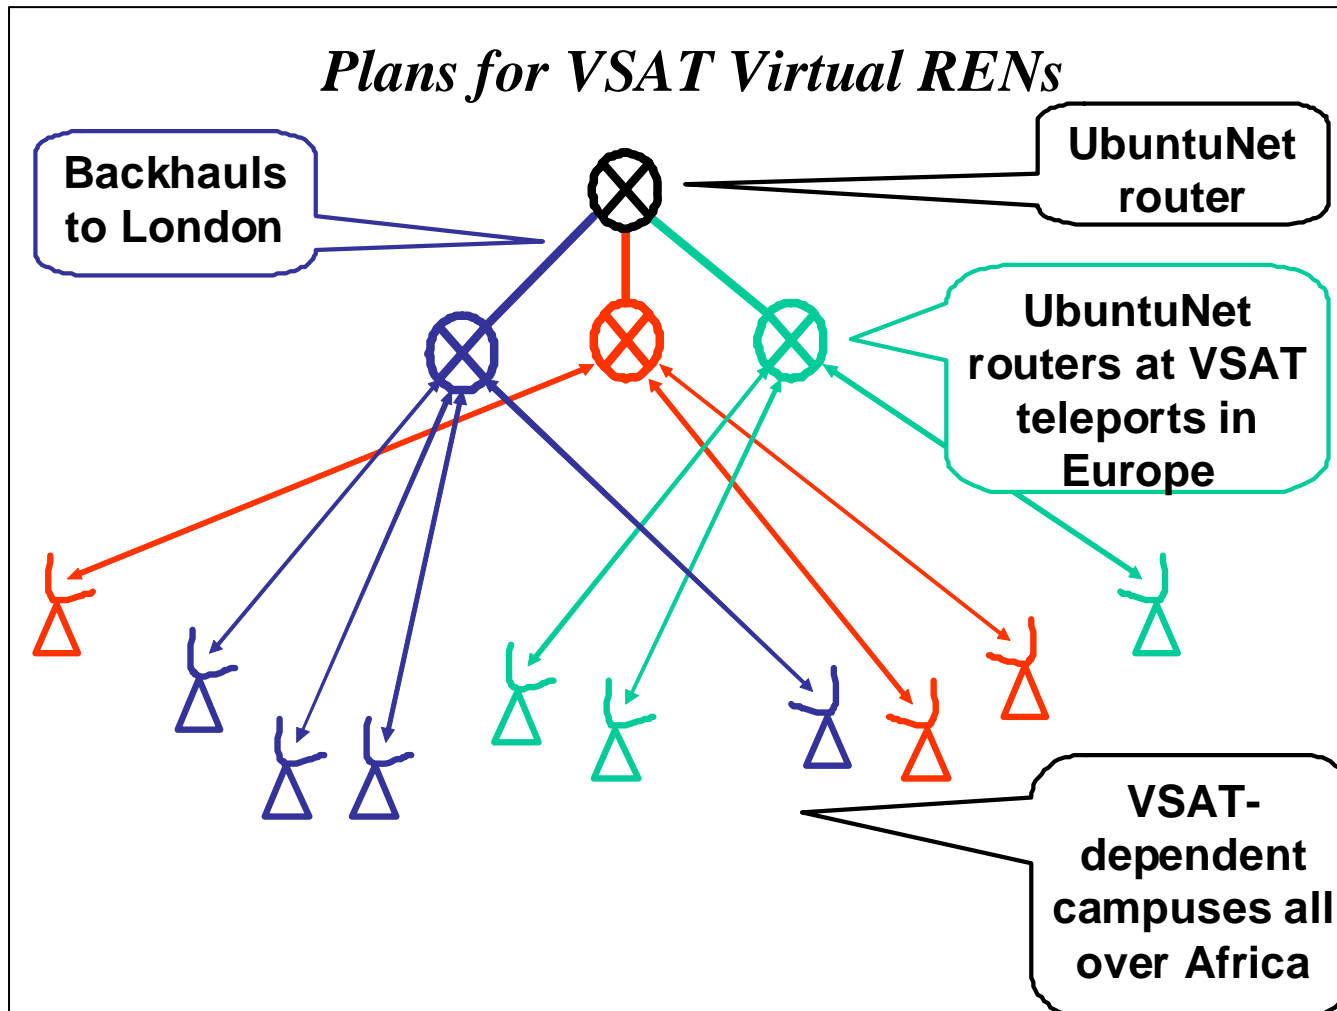 Plans for VSAT Virtual RENs
Backhauls
to London
UbuntuNet
router
UbuntuNet
routers at VSAT
teleports in
Europe
VSAT-
dependent
campuses all
over Africa